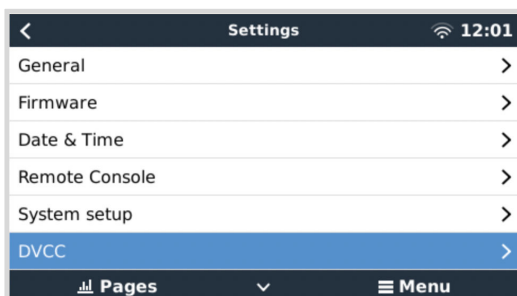 Settings 12:01
General
Firmware
Date & Time
Remote Console
System setup
DVCC
Pages Menu